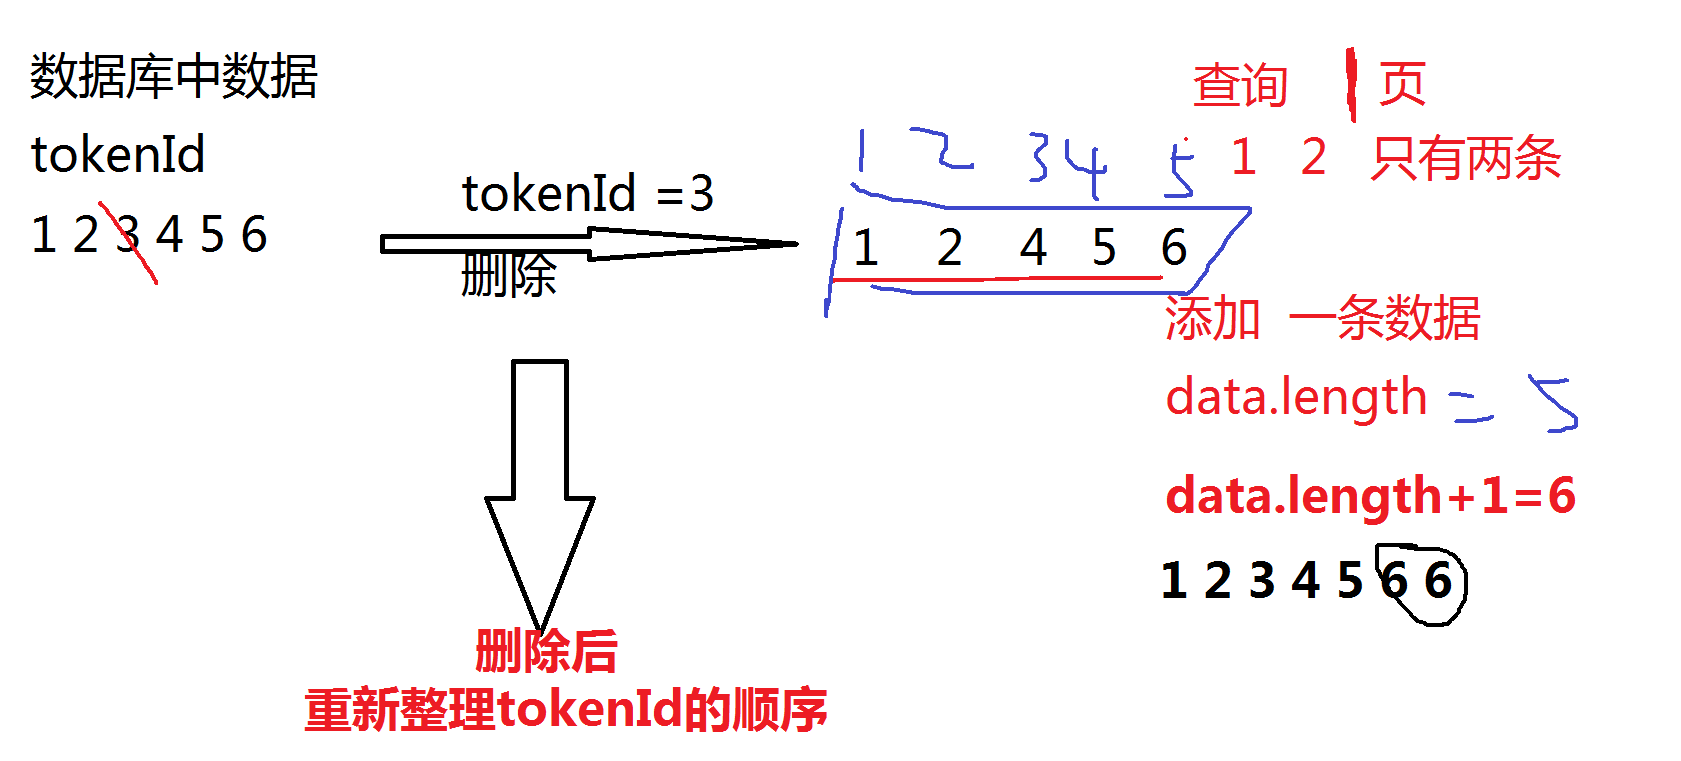 数据库中数据
tokenId
1 2 3 4 5 6
tokenId =3
删除
1 2 3 4 5
1 2 4 5 6
查询 1 页
1 2 只有两条
添加 一条数据
data.length = 5
data.length+1=6
1 2 3 4 5 6 6
删除后
重新整理tokenId的顺序